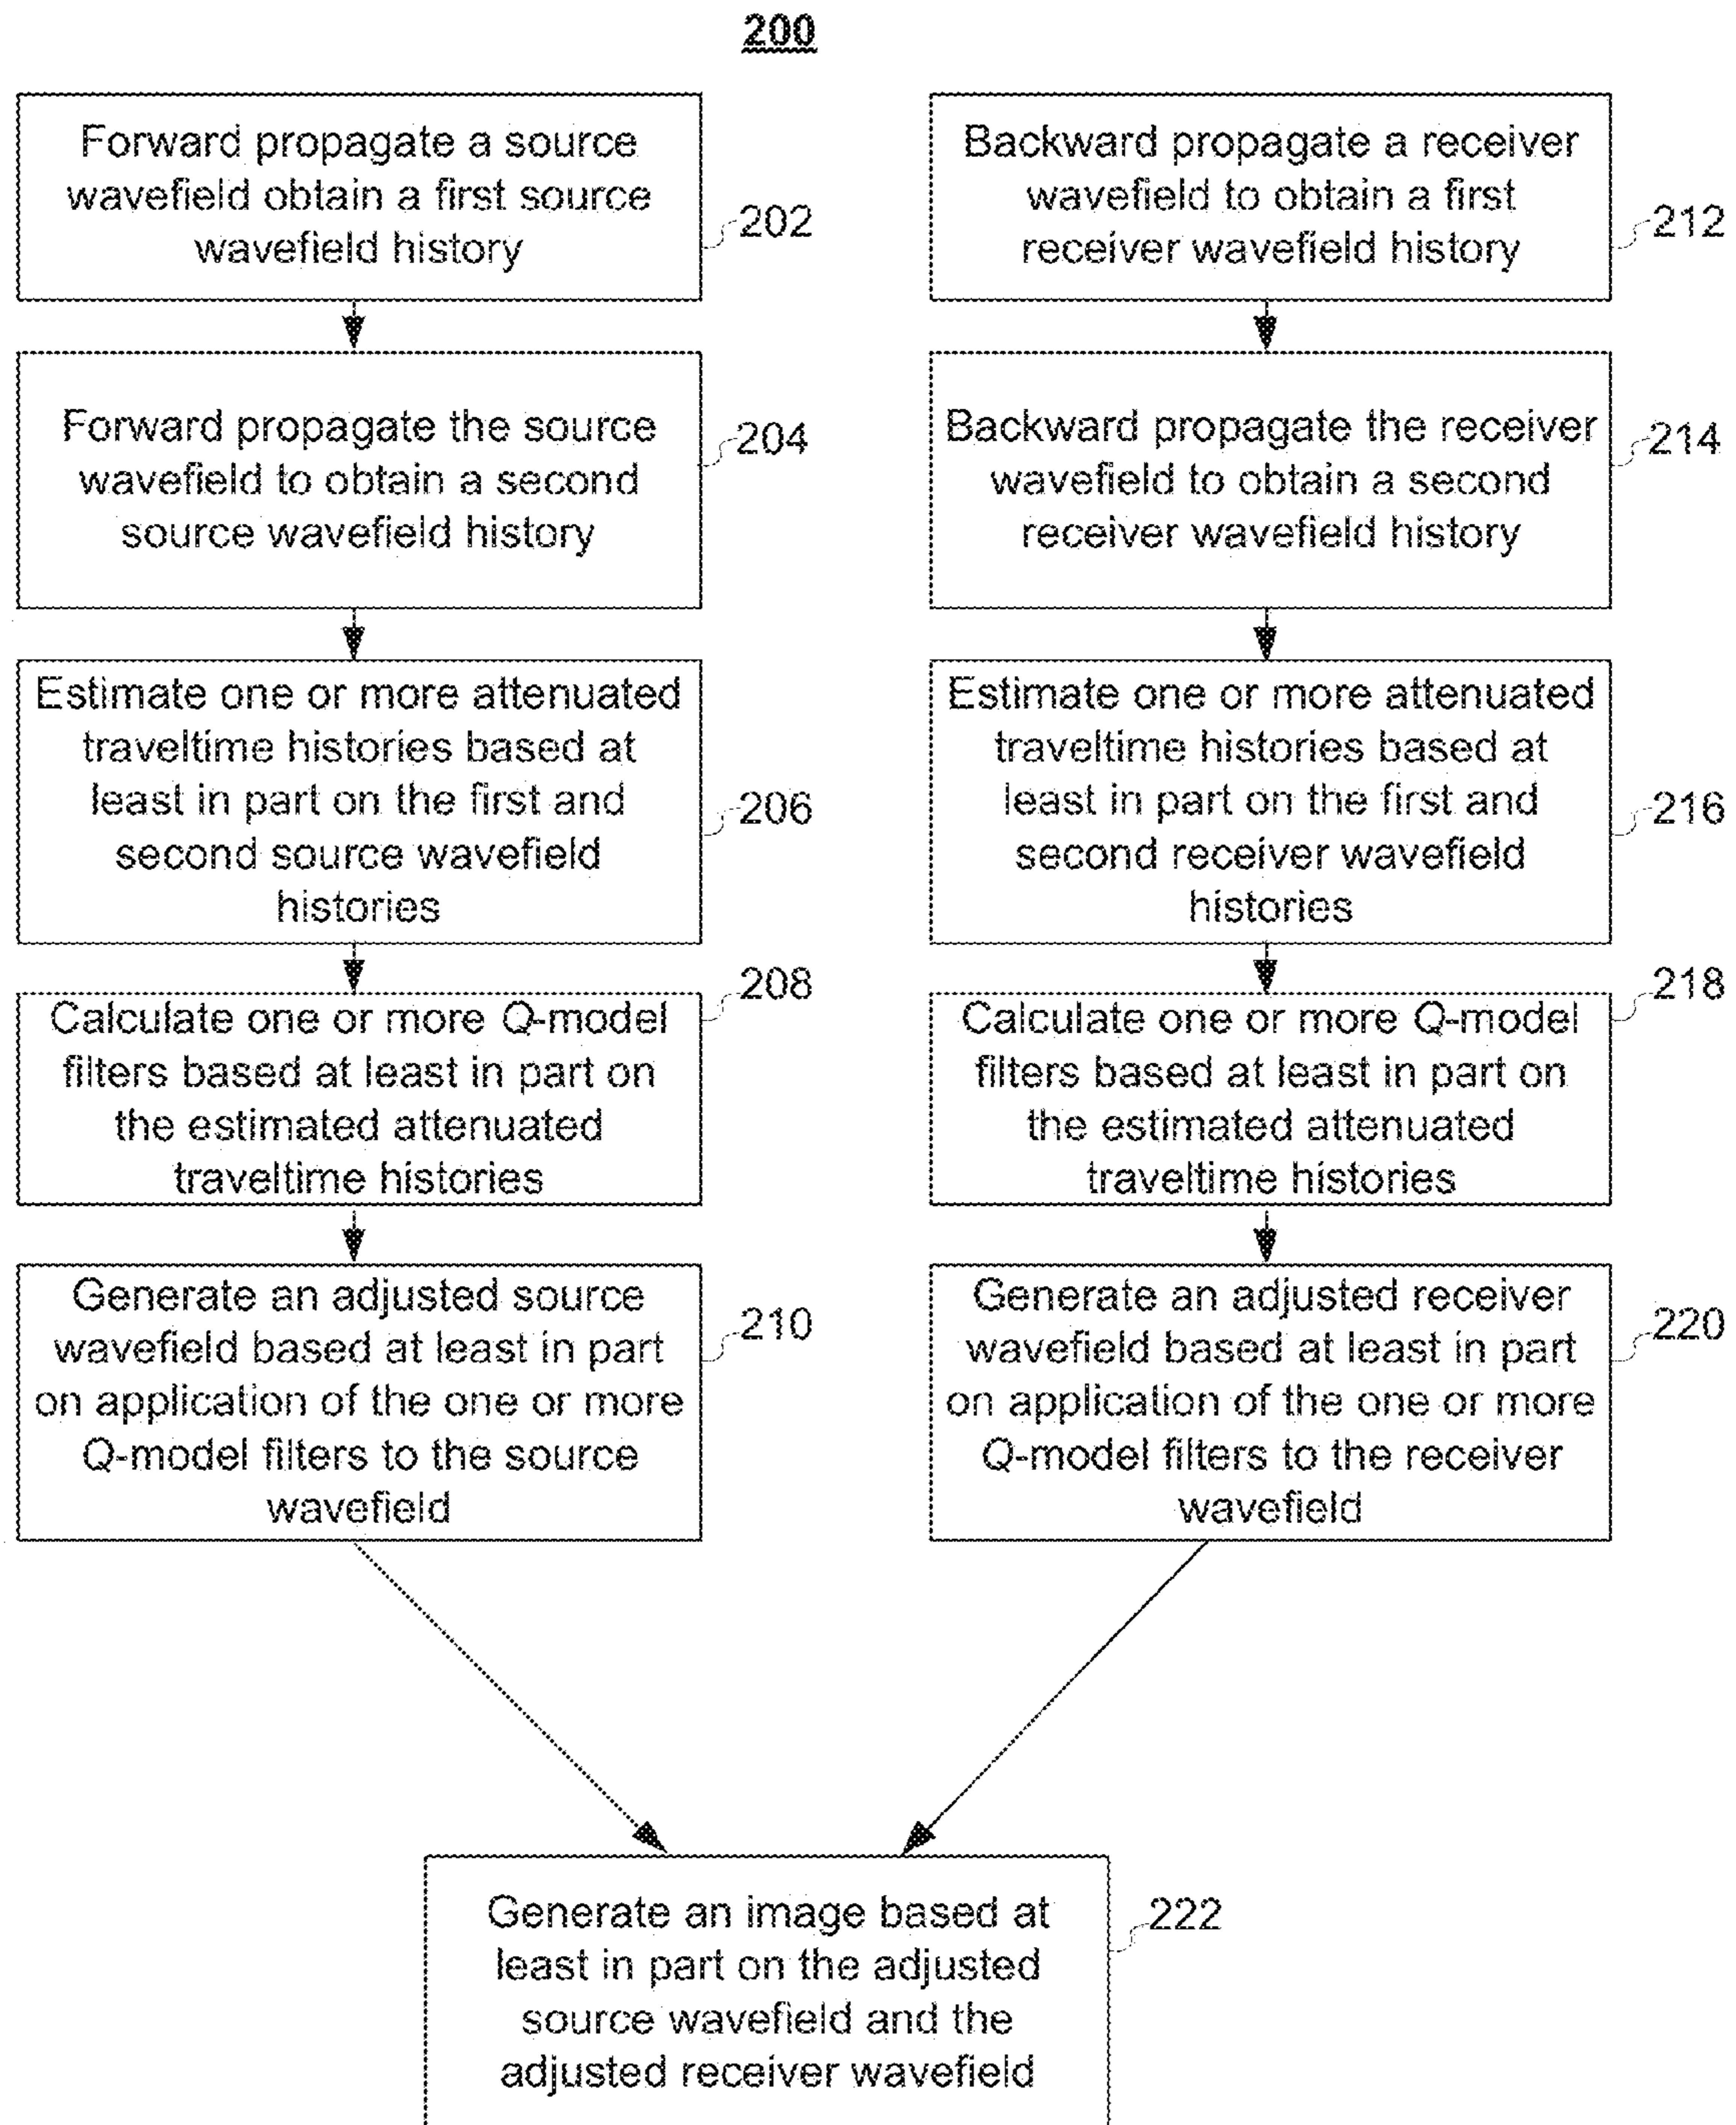 200
Forward propagate a source
wavefield obtain a first source
wavefield history
202
Forward propagate the source
wavefield to obtain a second
source wavefield history
204
Estimate one or more attenuated
traveltime histories based at
least in part on the first and
second source wavefield
histories
206
Calculate one or more Q-model
filters based at least in part on
the estimated attenuated
traveltime histories
208
Generate an adjusted source
wavefield based at least in part
on application of the one or more
Q-model filters to the source
wavefield
210
Backward propagate a receiver
wavefield to obtain a first
receiver wavefield history
212
Backward propagate the receiver
wavefield to obtain a second
receiver wavefield history
214
Estimate one or more attenuated
traveltime histories based at
least in part on the first and
second receiver wavefield
histories
216
Calculate one or more Q-model
filters based at least in part on
the estimated attenuated
traveltime histories
218
Generate an adjusted receiver
wavefield based at least in part
on application of the one or more
Q-model filters to the receiver
wavefield
220
Generate an image based at
least in part on the adjusted
source wavefield and the
adjusted receiver wavefield
222